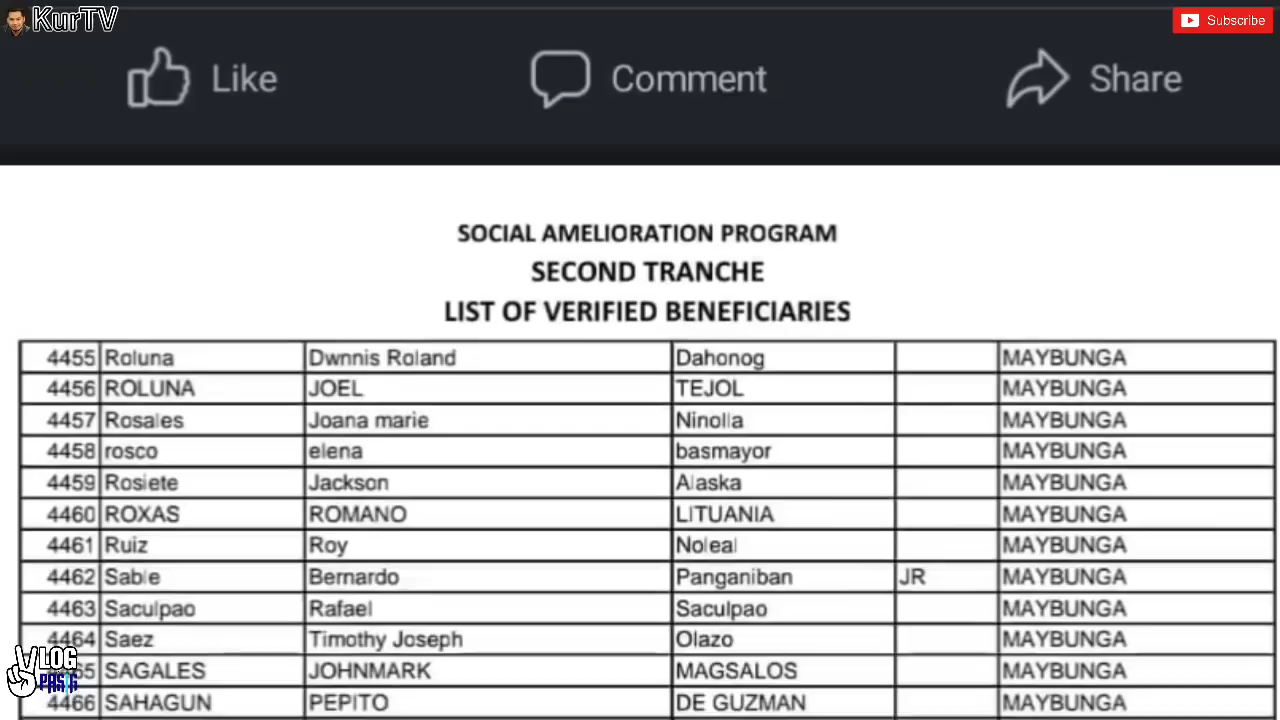 KurTV
Subscribe
Like Comment Share
SOCIAL AMELIORATION PROGRAM
SECOND TRANCHE
LIST OF VERIFIED BENEFICIARIES
4455 Roluna Dwnnis Roland Dahonog MAYBUNGA
4456 ROLUNA JOEL TEJOL MAYBUNGA
4457 Rosales Joana marie Ninolla MAYBUNGA
4458 rosco elena basmayor MAYBUNGA
4459 Rosiete Jackson Alaska MAYBUNGA
4460 ROXAS ROMANO LITUANIA MAYBUNGA
4461 Ruiz Roy Noleal MAYBUNGA
4462 Sable Bernardo Panganiban JR MAYBUNGA
4463 Saculpao Rafael Saculpao MAYBUNGA
4464 Saez Timothy Joseph Olazo MAYBUNGA
SAGALES JOHNMARK MAGSALOS MAYBUNGA
4466 SAHAGUN PEPITO DE GUZMAN MAYBUNGA
VLOG
PASIG